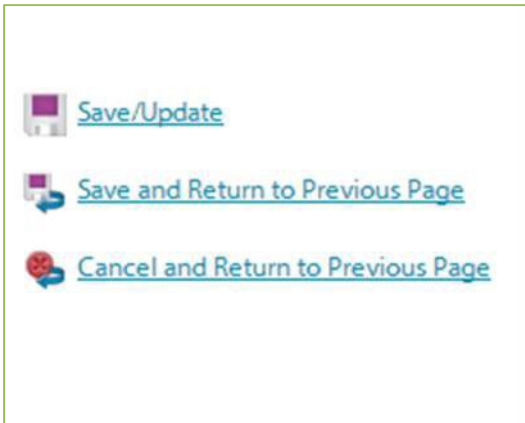 Save/Update
Save and Return to Previous Page
Cancel and Return to Previous Page